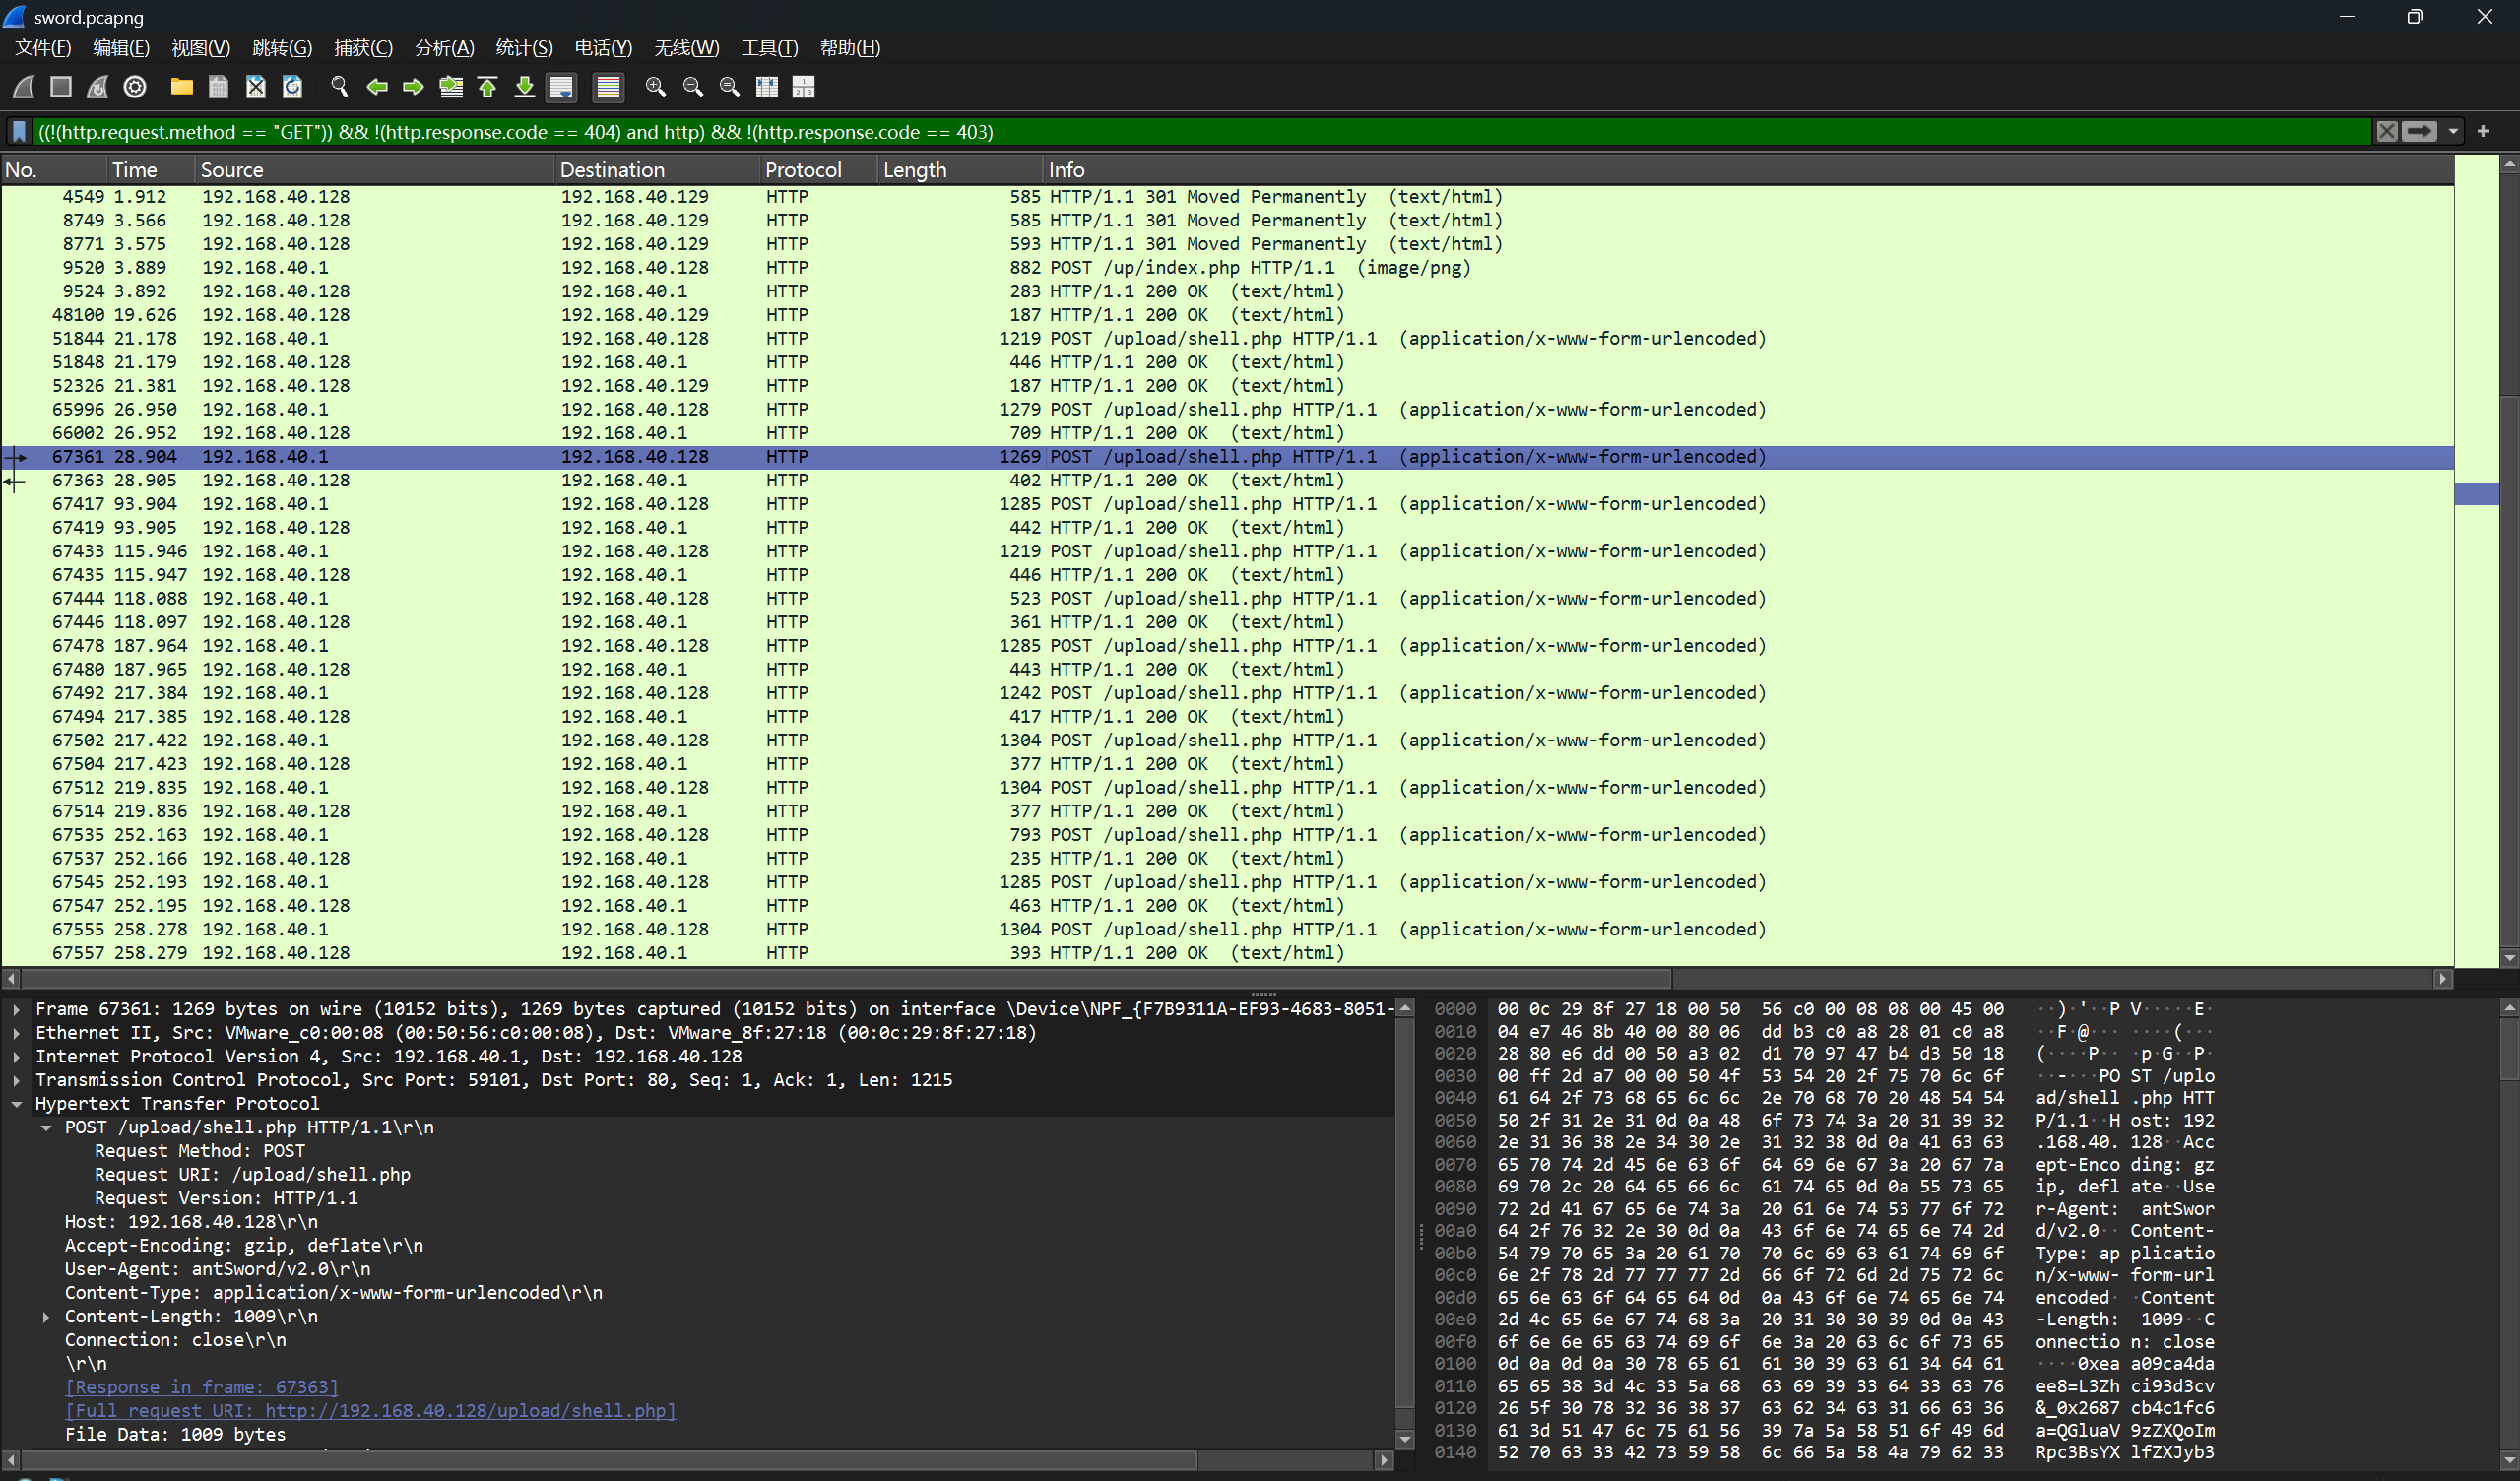 sword.pcapng
文件(F) 编辑(E) 视图(V) 跳转(G) 捕获(C) 分析(A) 统计(S) 电话(Y) 无线(W) 工具(T) 帮助(H)
((!(http.request.method == "GET")) && !(http.response.code == 404) and http) && !(http.response.code == 403)
No. Time Source Destination Protocol Length Info
4549 1.912 192.168.40.128 192.168.40.129 HTTP 585 HTTP/1.1 301 Moved Permanently (text/html)
8749 3.566 192.168.40.128 192.168.40.129 HTTP 585 HTTP/1.1 301 Moved Permanently (text/html)
8771 3.575 192.168.40.128 192.168.40.129 HTTP 593 HTTP/1.1 301 Moved Permanently (text/html)
9520 3.889 192.168.40.1 192.168.40.128 HTTP 882 POST /up/index.php HTTP/1.1 (image/png)
9524 3.892 192.168.40.128 192.168.40.1 HTTP 283 HTTP/1.1 200 OK (text/html)
48100 19.626 192.168.40.128 192.168.40.129 HTTP 187 HTTP/1.1 200 OK (text/html)
51844 21.178 192.168.40.1 192.168.40.128 HTTP 1219 POST /upload/shell.php HTTP/1.1 (application/x-www-form-urlencoded)
51848 21.179 192.168.40.128 192.168.40.1 HTTP 446 HTTP/1.1 200 OK (text/html)
52326 21.381 192.168.40.128 192.168.40.129 HTTP 187 HTTP/1.1 200 OK (text/html)
65996 26.950 192.168.40.1 192.168.40.128 HTTP 1279 POST /upload/shell.php HTTP/1.1 (application/x-www-form-urlencoded)
66002 26.952 192.168.40.128 192.168.40.1 HTTP 709 HTTP/1.1 200 OK (text/html)
67361 28.904 192.168.40.1 192.168.40.128 HTTP 1269 POST /upload/shell.php HTTP/1.1 (application/x-www-form-urlencoded)
67363 28.905 192.168.40.128 192.168.40.1 HTTP 402 HTTP/1.1 200 OK (text/html)
67417 93.904 192.168.40.1 192.168.40.128 HTTP 1285 POST /upload/shell.php HTTP/1.1 (application/x-www-form-urlencoded)
67419 93.905 192.168.40.128 192.168.40.1 HTTP 442 HTTP/1.1 200 OK (text/html)
67433 115.946 192.168.40.1 192.168.40.128 HTTP 1219 POST /upload/shell.php HTTP/1.1 (application/x-www-form-urlencoded)
67435 115.947 192.168.40.128 192.168.40.1 HTTP 446 HTTP/1.1 200 OK (text/html)
67444 118.088 192.168.40.1 192.168.40.128 HTTP 523 POST /upload/shell.php HTTP/1.1 (application/x-www-form-urlencoded)
67446 118.097 192.168.40.128 192.168.40.1 HTTP 361 HTTP/1.1 200 OK (text/html)
67478 187.964 192.168.40.1 192.168.40.128 HTTP 1285 POST /upload/shell.php HTTP/1.1 (application/x-www-form-urlencoded)
67480 187.965 192.168.40.128 192.168.40.1 HTTP 443 HTTP/1.1 200 OK (text/html)
67492 217.384 192.168.40.1 192.168.40.128 HTTP 1242 POST /upload/shell.php HTTP/1.1 (application/x-www-form-urlencoded)
67494 217.385 192.168.40.128 192.168.40.1 HTTP 417 HTTP/1.1 200 OK (text/html)
67502 217.422 192.168.40.1 192.168.40.128 HTTP 1304 POST /upload/shell.php HTTP/1.1 (application/x-www-form-urlencoded)
67504 217.423 192.168.40.128 192.168.40.1 HTTP 377 HTTP/1.1 200 OK (text/html)
67512 219.835 192.168.40.1 192.168.40.128 HTTP 1304 POST /upload/shell.php HTTP/1.1 (application/x-www-form-urlencoded)
67514 219.836 192.168.40.128 192.168.40.1 HTTP 377 HTTP/1.1 200 OK (text/html)
67535 252.163 192.168.40.1 192.168.40.128 HTTP 793 POST /upload/shell.php HTTP/1.1 (application/x-www-form-urlencoded)
67537 252.166 192.168.40.128 192.168.40.1 HTTP 235 HTTP/1.1 200 OK (text/html)
67545 252.193 192.168.40.1 192.168.40.128 HTTP 1285 POST /upload/shell.php HTTP/1.1 (application/x-www-form-urlencoded)
67547 252.195 192.168.40.128 192.168.40.1 HTTP 463 HTTP/1.1 200 OK (text/html)
67555 258.278 192.168.40.1 192.168.40.128 HTTP 1304 POST /upload/shell.php HTTP/1.1 (application/x-www-form-urlencoded)
67557 258.279 192.168.40.128 192.168.40.1 HTTP 393 HTTP/1.1 200 OK (text/html)
Frame 67361: 1269 bytes on wire (10152 bits), 1269 bytes captured (10152 bits) on interface \Device\NPF_{F7B9311A-EF93-4683-8051-
Ethernet II, Src: VMware_c0:00:08 (00:50:56:c0:00:08), Dst: VMware_8f:27:18 (00:0c:29:8f:27:18)
Internet Protocol Version 4, Src: 192.168.40.1, Dst: 192.168.40.128
Transmission Control Protocol, Src Port: 59101, Dst Port: 80, Seq: 1, Ack: 1, Len: 1215
Hypertext Transfer Protocol
POST /upload/shell.php HTTP/1.1\r\n
Request Method: POST
Request URI: /upload/shell.php
Request Version: HTTP/1.1
Host: 192.168.40.128\r\n
Accept-Encoding: gzip, deflate\r\n
User-Agent: antSword/v2.0\r\n
Content-Type: application/x-www-form-urlencoded\r\n
Content-Length: 1009\r\n
Connection: close\r\n
\r\n
[Response in frame: 67363]
[Full request URI: http://192.168.40.128/upload/shell.php]
File Data: 1009 bytes
0000 00 0c 29 8f 27 18 00 50 56 c0 00 08 08 00 45 00 ··)·'··P V·····E·
0010 04 e7 46 8b 40 00 80 06 dd b3 c0 a8 28 01 c0 a8 ··F·@··· ····(···
0020 28 80 e6 dd 00 50 a3 02 d1 70 97 47 b4 d3 50 18 (····P·· ·p·G··P·
0030 00 ff 2d a7 00 00 50 4f 53 54 20 2f 75 70 6c 6f ··-···PO ST /uplo
0040 61 64 2f 73 68 65 6c 6c 2e 70 68 70 20 48 54 54 ad/shell .php HTT
0050 50 2f 31 2e 31 0d 0a 48 6f 73 74 3a 20 31 39 32 P/1.1··H ost: 192
0060 2e 31 36 38 2e 34 30 2e 31 32 38 0d 0a 41 63 63 .168.40. 128··Acc
0070 65 70 74 2d 45 6e 63 6f 64 69 6e 67 3a 20 67 7a ept-Enco ding: gz
0080 69 70 2c 20 64 65 66 6c 61 74 65 0d 0a 55 73 65 ip, defl ate··Use
0090 72 2d 41 67 65 6e 74 3a 20 61 6e 74 53 77 6f 72 r-Agent: antSwor
00a0 64 2f 76 32 2e 30 0d 0a 43 6f 6e 74 65 6e 74 2d d/v2.0·· Content-
00b0 54 79 70 65 3a 20 61 70 70 6c 69 63 61 74 69 6f Type: ap plicatio
00c0 6e 2f 78 2d 77 77 77 2d 66 6f 72 6d 2d 75 72 6c n/x-www- form-url
00d0 65 6e 63 6f 64 65 64 0d 0a 43 6f 6e 74 65 6e 74 encoded· ·Content
00e0 2d 4c 65 6e 67 74 68 3a 20 31 30 30 39 0d 0a 43 -Length: 1009··C
00f0 6f 6e 6e 65 63 74 69 6f 6e 3a 20 63 6c 6f 73 65 onnectio n: close
0100 0d 0a 0d 0a 30 78 65 61 61 30 39 63 61 34 64 61 ····0xea a09ca4da
0110 65 65 38 3d 4c 33 5a 68 63 69 39 33 64 33 63 76 ee8=L3Zh ci93d3cv
0120 26 5f 30 78 32 36 38 37 63 62 34 63 31 66 63 36 &_0x2687 cb4c1fc6
0130 61 3d 51 47 6c 75 61 56 39 7a 5a 58 51 6f 49 6d a=QGluaV 9zZXQoIm
0140 52 70 63 33 42 73 59 58 6c 66 5a 58 4a 79 62 33 Rpc3BsYX lfZXJyb3